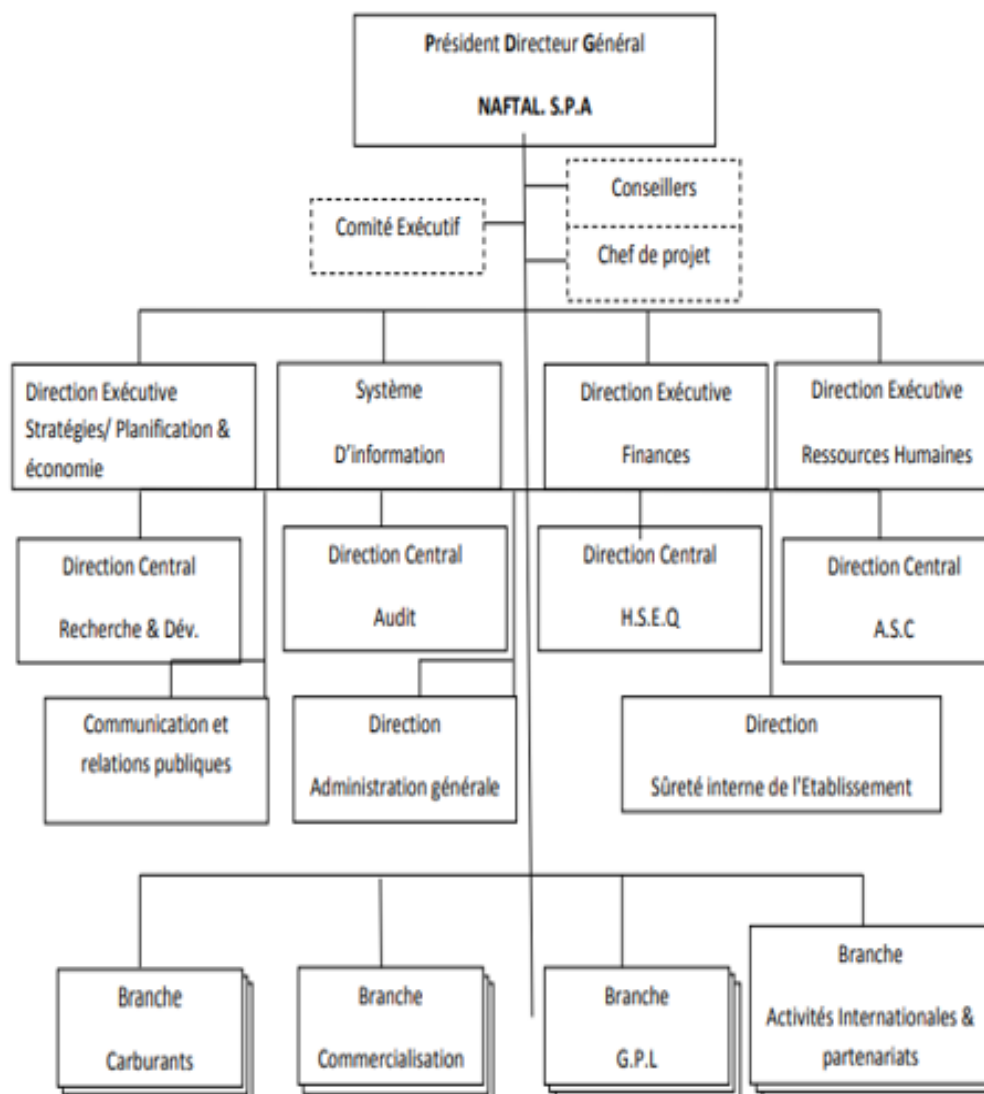 Président Directeur Général
NAFTAL. S.P.A
Conseillers
Comité Exécutif
Chef de projet
Direction Exécutive
Stratégies/ Planification &
économie
Système
D'information
Direction Exécutive
Finances
Direction Exécutive
Ressources Humaines
Direction Central
Recherche & Dév.
Direction Central
Audit
Direction Central
H.S.E.Q
Direction Central
A.S.C
Communication et
relations publiques
Direction
Administration générale
Direction
Sûreté interne de l'Etablissement
Branche
Carburants
Branche
Commercialisation
Branche
G.P.L
Branche
Activités Internationales &
partenariats